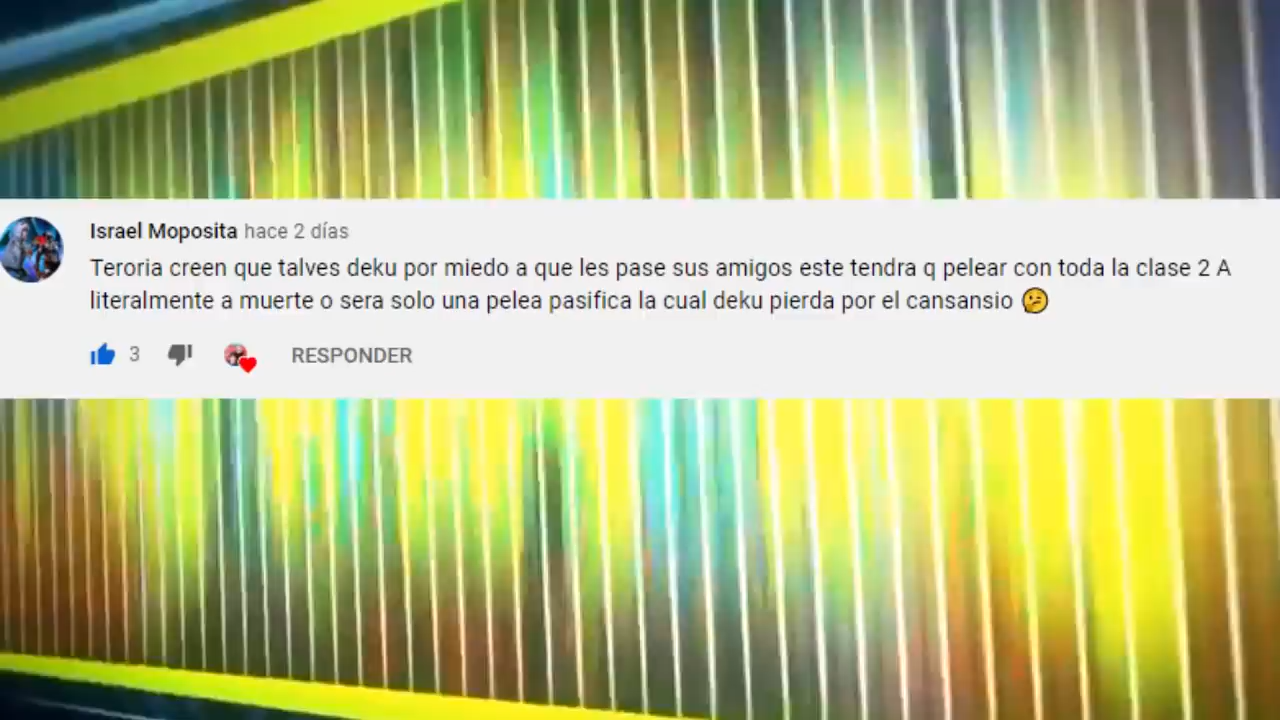 Israel Moposita hace 2 días
Teroria creen que talves deku por miedo a que les pase sus amigos este tendra q pelear con toda la clase 2 A
literalmente a muerte o sera solo una pelea pasifica la cual deku pierda por el cansansio 🫤
3 RESPONDER